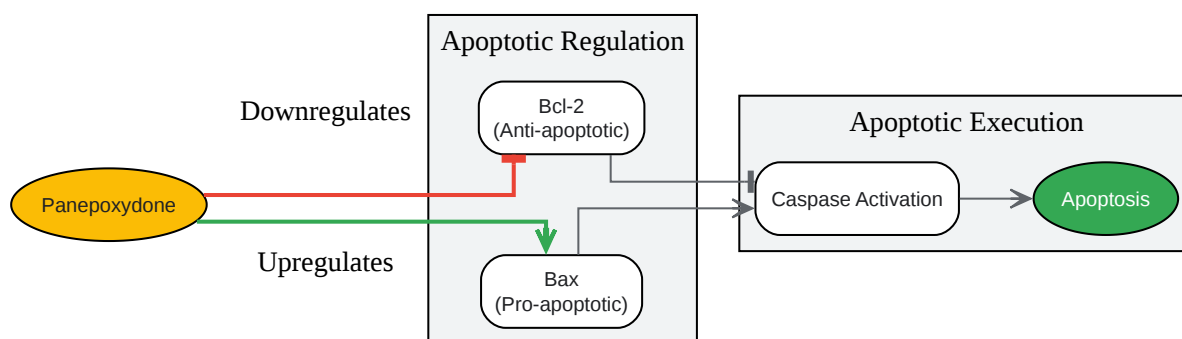 Apoptotic Regulation
Downregulates
Bcl-2
(Anti-apoptotic)
Apoptotic Execution
Panepoxydone
Caspase Activation
Apoptosis
Upregulates
Bax
(Pro-apoptotic)